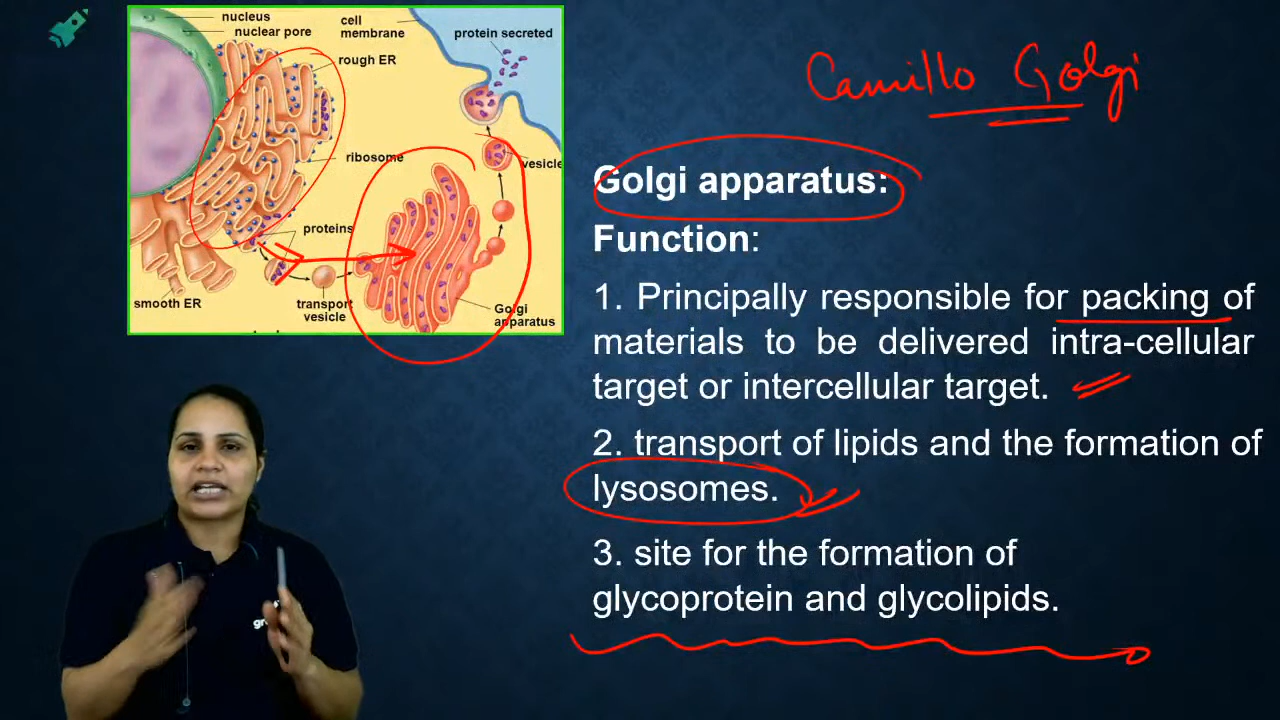 nucleus
nuclear pore
cell
membrane
protein secreted
rough ER
ribosome
vesicle
proteins
smooth ER
transport
vesicle
Golgi
apparatus
Camillo Golgi
Golgi apparatus:
Function:
1. Principally responsible for packing of
materials to be delivered intra-cellular
target or intercellular target.
2. transport of lipids and the formation of
lysosomes.
3. site for the formation of
glycoprotein and glycolipids.